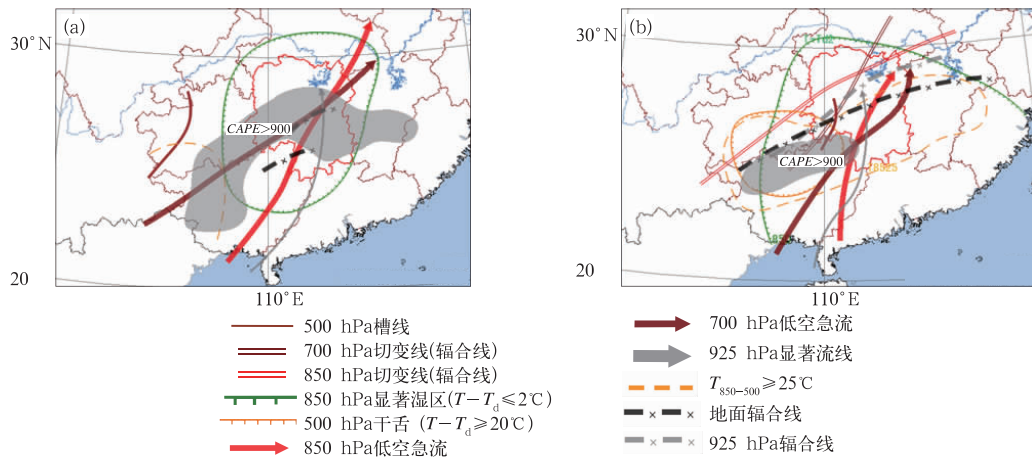 (a)
30°N
CAPE>900
20
110°E
(b)
30°N
CAPE>900
20
110°E
500 hPa槽线
700 hPa切变线(辐合线)
850 hPa切变线(辐合线)
850 hPa显著湿区(T−Td≤2℃)
500 hPa干舌 (T−Td≥20℃)
850 hPa低空急流
700 hPa低空急流
925 hPa显著流线
T850−500≥25℃
地面辐合线
925 hPa辐合线